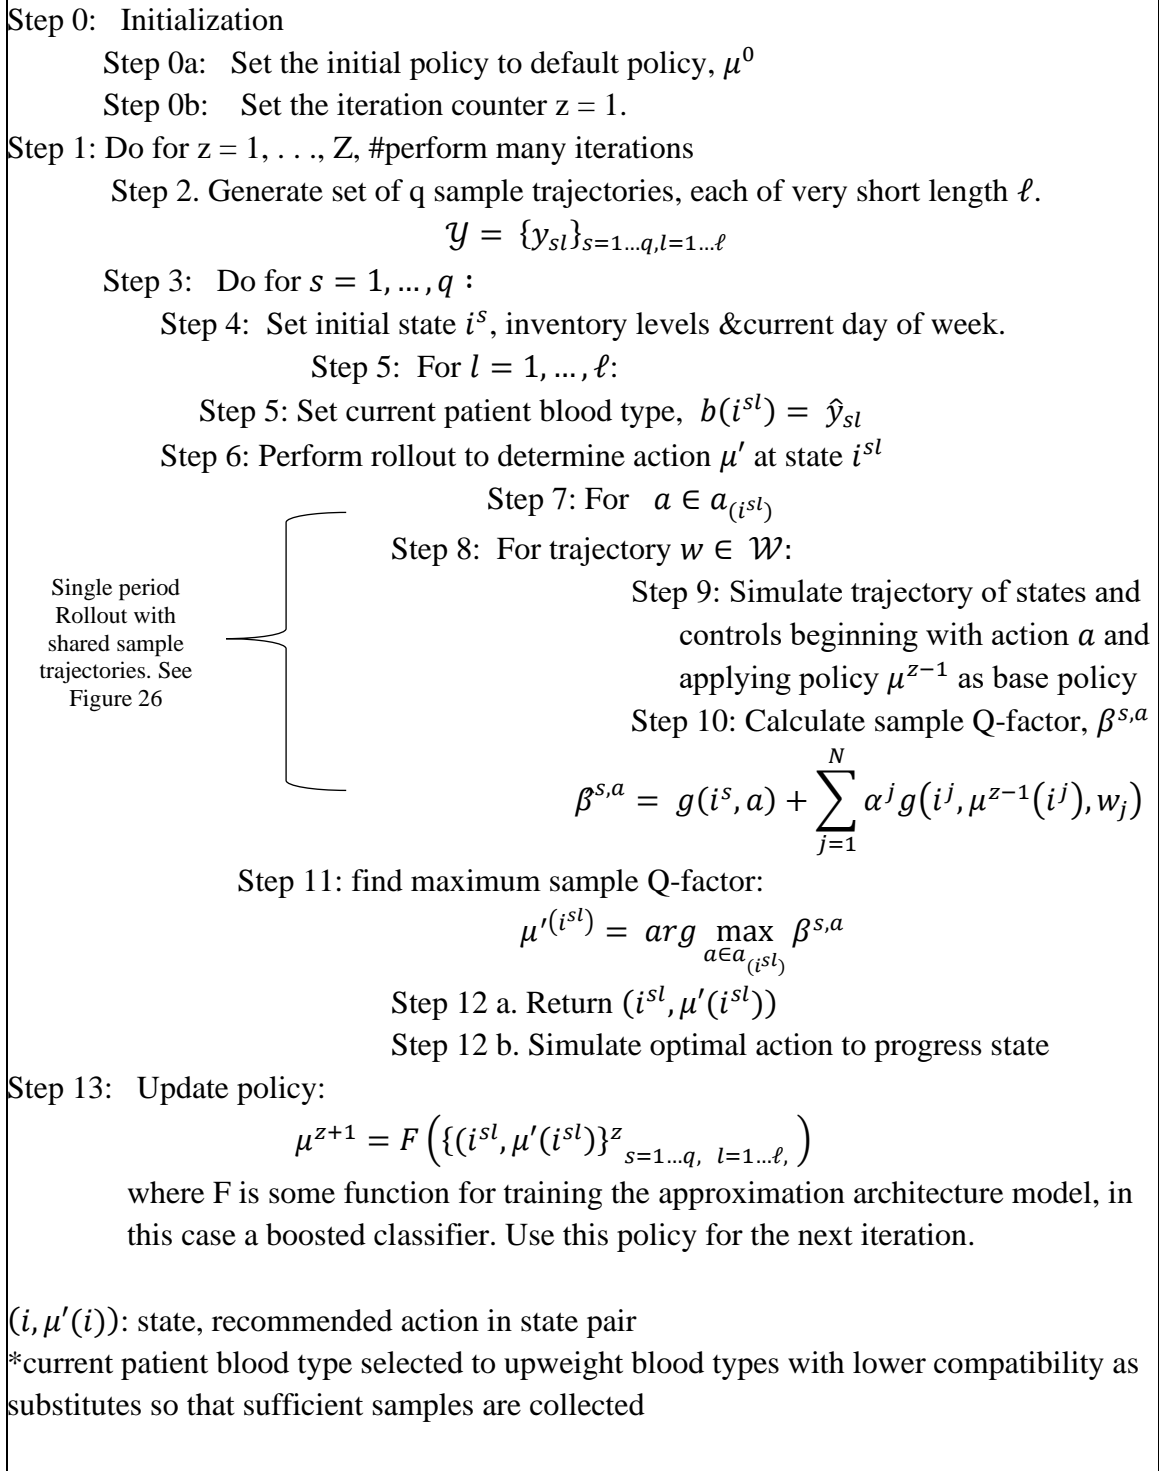 Step 0: Initialization
Step 0a: Set the initial policy to default policy, μ⁰
Step 0b: Set the iteration counter z = 1.
Step 1: Do for z = 1, . . ., Z, #perform many iterations
Step 2. Generate set of q sample trajectories, each of very short length ℓ.
𝒴 = {y_{sl}}_{s=1…q,l=1…ℓ}
Step 3: Do for s = 1, … , q :
Step 4: Set initial state i^s, inventory levels &current day of week.
Step 5: For l = 1, … , ℓ:
Step 5: Set current patient blood type, b(i^{sl}) = ŷ_{sl}
Step 6: Perform rollout to determine action μ′ at state i^{sl}
Step 7: For a ∈ a_{(i^{sl})}
Step 8: For trajectory w ∈ 𝒲:
Single period
Rollout with
shared sample
trajectories. See
Figure 26
Step 9: Simulate trajectory of states and
controls beginning with action a and
applying policy μ^{z−1} as base policy
Step 10: Calculate sample Q-factor, β^{s,a}
β^{s,a} = g(i^s, a) + ∑_{j=1}^{N} α^j g(i^j, μ^{z−1}(i^j), w_j)
Step 11: find maximum sample Q-factor:
μ′^{(i^{sl})} = arg max_{a∈a_{(i^{sl})}} β^{s,a}
Step 12 a. Return (i^{sl}, μ′(i^{sl}))
Step 12 b. Simulate optimal action to progress state
Step 13: Update policy:
μ^{z+1} = F({(i^{sl}, μ′(i^{sl})}^z_{s=1…q, l=1…ℓ,})
where F is some function for training the approximation architecture model, in
this case a boosted classifier. Use this policy for the next iteration.
(i, μ′(i)): state, recommended action in state pair
*current patient blood type selected to upweight blood types with lower compatibility as
substitutes so that sufficient samples are collected